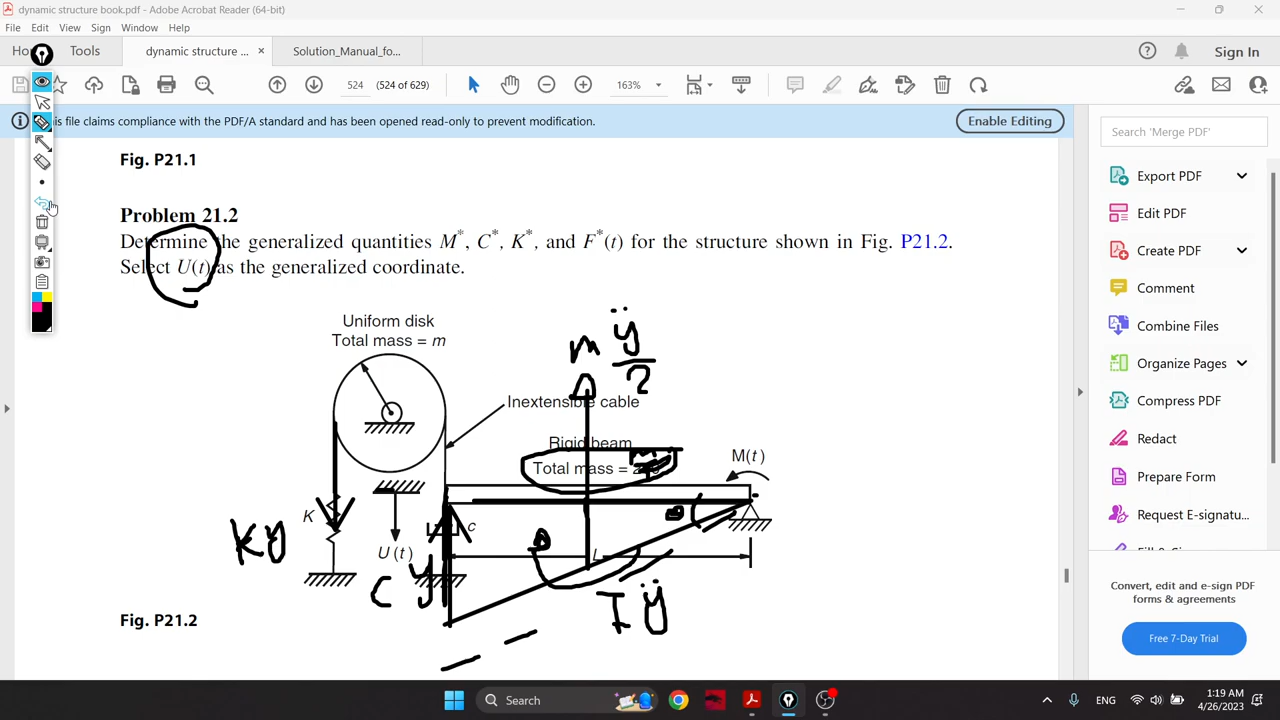 dynamic structure book.pdf - Adobe Acrobat Reader (64-bit)
File Edit View Sign Window Help
Tools
dynamic structure ...
Solution_Manual_fo...
Sign In
524
(524 of 629)
163%
file claims compliance with the PDF/A standard and has been opened read-only to prevent modification.
Enable Editing
Search 'Merge PDF'
Export PDF
Edit PDF
Create PDF
Comment
Combine Files
Organize Pages
Compress PDF
Redact
Prepare Form
Request E-signatu...
Convert, edit and e-sign PDF
forms & agreements
Free 7-Day Trial
Fig. P21.1
Problem 21.2
Determine the generalized quantities M*, C*, K*, and F*(t) for the structure shown in Fig. P21.2.
Select U(t) as the generalized coordinate.
Uniform disk
Total mass = m
m ÿ/2
Inextensible cable
Rigid beam
Total mass =
M(t)
K
c
θ
Ky
U(t)
L
c ẏ
I ÿ
Fig. P21.2
Search
ENG
1:19 AM
4/26/2023